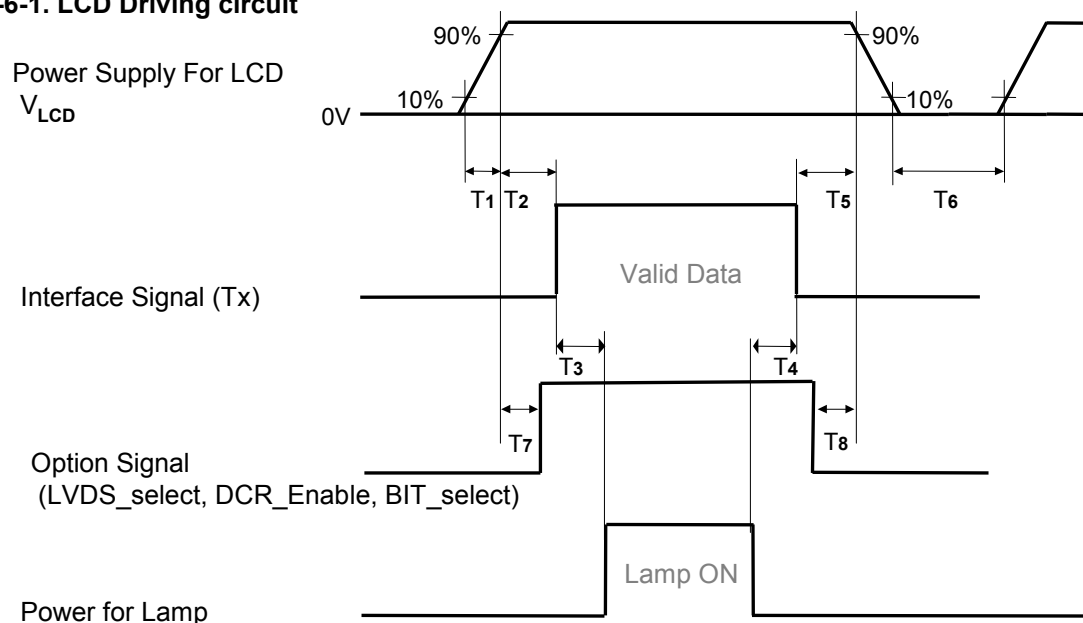 -6-1. LCD Driving circuit
90%
90%
Power Supply For LCD
VLCD
10%
10%
0V
T1 T2
T5
T6
Valid Data
Interface Signal (Tx)
T3
T4
T7
T8
Option Signal
(LVDS_select, DCR_Enable, BIT_select)
Lamp ON
Power for Lamp